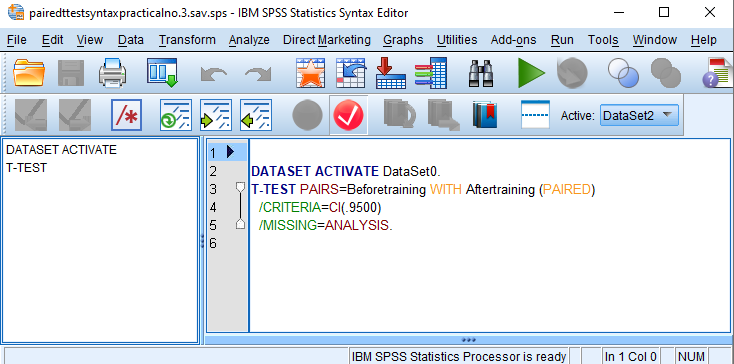 pairedttestsyntaxpracticalno.3.sav.sps - IBM SPSS Statistics Syntax Editor
File Edit View Data Transform Analyze Direct Marketing Graphs Utilities Add-ons Run Tools Window Help
/*
Active: DataSet2
DATASET ACTIVATE
T-TEST
1
2 DATASET ACTIVATE DataSet0.
3 T-TEST PAIRS=Beforetraining WITH Aftertraining (PAIRED)
4 /CRITERIA=CI(.9500)
5 /MISSING=ANALYSIS.
6
IBM SPSS Statistics Processor is ready In 1 Col 0 NUM